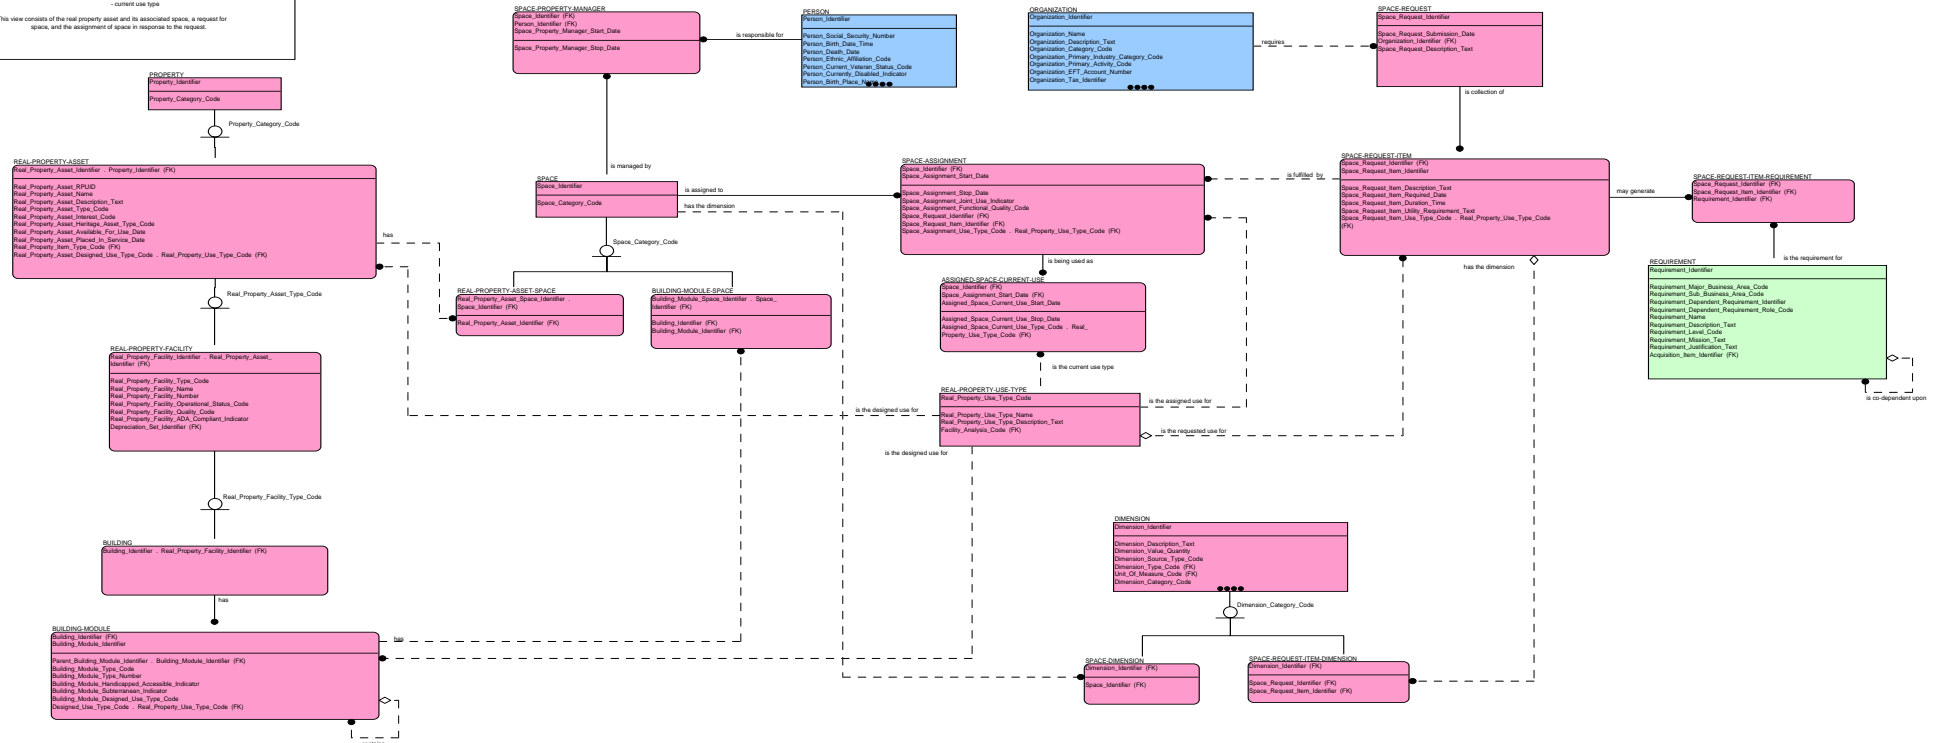 - current use type
his view consists of the real property asset and its associated space, a request for
space, and the assignment of space in response to the request.
SPACE-PROPERTY-MANAGER
Space_Identifier (FK)
Person_Identifier (FK)
Space_Property_Manager_Start_Date
Space_Property_Manager_Stop_Date
is responsible for
PERSON
Person_Identifier
Person_Social_Security_Number
Person_Birth_Date_Time
Person_Death_Date
Person_Ethnic_Affiliation_Code
Person_Current_Veteran_Status_Code
Person_Currently_Disabled_Indicator
Person_Birth_Place_Name
ORGANIZATION
Organization_Identifier
Organization_Name
Organization_Description_Text
Organization_Category_Code
Organization_Primary_Industry_Category_Code
Organization_Primary_Activity_Code
Organization_EFT_Account_Number
Organization_Tax_Identifier
requires
SPACE-REQUEST
Space_Request_Identifier
Space_Request_Submission_Date
Organization_Identifier (FK)
Space_Request_Description_Text
is collection of
PROPERTY
Property_Identifier
Property_Category_Code
Property_Category_Code
REAL-PROPERTY-ASSET
Real_Property_Asset_Identifier . Property_Identifier (FK)
Real_Property_Asset_RPUID
Real_Property_Asset_Name
Real_Property_Asset_Description_Text
Real_Property_Asset_Type_Code
Real_Property_Asset_Interest_Code
Real_Property_Asset_Heritage_Asset_Type_Code
Real_Property_Asset_Available_For_Use_Date
Real_Property_Asset_Placed_In_Service_Date
Real_Property_Item_Type_Code (FK)
Real_Property_Asset_Designed_Use_Type_Code . Real_Property_Use_Type_Code (FK)
has
Real_Property_Asset_Type_Code
is managed by
SPACE
Space_Identifier
Space_Category_Code
is assigned to
has the dimension
Space_Category_Code
REAL-PROPERTY-ASSET-SPACE
Real_Property_Asset_Space_Identifier .
Space_Identifier (FK)
Real_Property_Asset_Identifier (FK)
BUILDING-MODULE-SPACE
Building_Module_Space_Identifier . Space_
Identifier (FK)
Building_Identifier (FK)
Building_Module_Identifier (FK)
SPACE-ASSIGNMENT
Space_Identifier (FK)
Space_Assignment_Start_Date
Space_Assignment_Stop_Date
Space_Assignment_Joint_Use_Indicator
Space_Assignment_Functional_Quality_Code
Space_Request_Identifier (FK)
Space_Request_Item_Identifier (FK)
Space_Assignment_Use_Type_Code . Real_Property_Use_Type_Code (FK)
is fulfilled by
is being used as
SPACE-REQUEST-ITEM
Space_Request_Identifier (FK)
Space_Request_Item_Identifier
Space_Request_Item_Description_Text
Space_Request_Item_Required_Date
Space_Request_Item_Duration_Time
Space_Request_Item_Utility_Requirement_Text
Space_Request_Item_Use_Type_Code . Real_Property_Use_Type_Code
(FK)
may generate
has the dimension
SPACE-REQUEST-ITEM-REQUIREMENT
Space_Request_Identifier (FK)
Space_Request_Item_Identifier (FK)
Requirement_Identifier (FK)
is the requirement for
REQUIREMENT
Requirement_Identifier
Requirement_Major_Business_Area_Code
Requirement_Sub_Business_Area_Code
Requirement_Dependent_Requirement_Identifier
Requirement_Dependent_Requirement_Role_Code
Requirement_Name
Requirement_Description_Text
Requirement_Level_Code
Requirement_Mission_Text
Requirement_Justification_Text
Acquisition_Item_Identifier (FK)
is co-dependent upon
ASSIGNED-SPACE-CURRENT-USE
Space_Identifier (FK)
Space_Assignment_Start_Date (FK)
Assigned_Space_Current_Use_Start_Date
Assigned_Space_Current_Use_Stop_Date
Assigned_Space_Current_Use_Type_Code . Real_
Property_Use_Type_Code (FK)
is the current use type
REAL-PROPERTY-USE-TYPE
Real_Property_Use_Type_Code
Real_Property_Use_Type_Name
Real_Property_Use_Type_Description_Text
Facility_Analysis_Code (FK)
is the designed use for
is the assigned use for
is the requested use for
is the designed use for
REAL-PROPERTY-FACILITY
Real_Property_Facility_Identifier . Real_Property_Asset_
Identifier (FK)
Real_Property_Facility_Type_Code
Real_Property_Facility_Name
Real_Property_Facility_Number
Real_Property_Facility_Operational_Status_Code
Real_Property_Facility_Quality_Code
Real_Property_Facility_ADA_Compliant_Indicator
Depreciation_Set_Identifier (FK)
Real_Property_Facility_Type_Code
BUILDING
Building_Identifier . Real_Property_Facility_Identifier (FK)
has
BUILDING-MODULE
Building_Identifier (FK)
Building_Module_Identifier
Parent_Building_Module_Identifier . Building_Module_Identifier (FK)
Building_Module_Type_Code
Building_Module_Type_Number
Building_Module_Handicapped_Accessible_Indicator
Building_Module_Subterranean_Indicator
Building_Module_Designed_Use_Type_Code
Designed_Use_Type_Code . Real_Property_Use_Type_Code (FK)
has
DIMENSION
Dimension_Identifier
Dimension_Description_Text
Dimension_Value_Quantity
Dimension_Source_Type_Code
Dimension_Type_Code (FK)
Unit_Of_Measure_Code (FK)
Dimension_Category_Code
Dimension_Category_Code
SPACE-DIMENSION
Dimension_Identifier (FK)
Space_Identifier (FK)
SPACE-REQUEST-ITEM-DIMENSION
Dimension_Identifier (FK)
Space_Request_Identifier (FK)
Space_Request_Item_Identifier (FK)